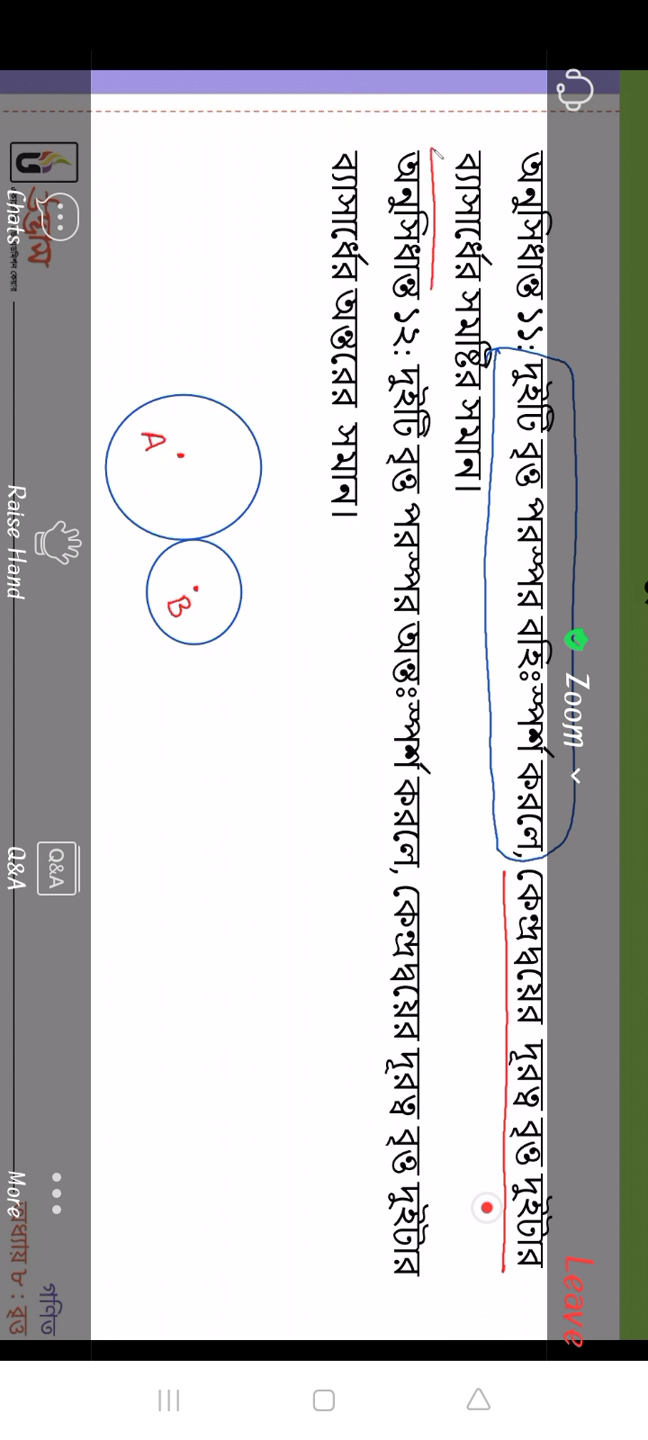 Zoom
Leave
অনুসিধান্ত ১১: দুইটি বৃত্ত পরস্পর বহিঃস্পর্শ করলে, কেন্দ্রদ্বয়ের দূরত্ব বৃত্ত দুইটার
ব্যাসার্ধের সমষ্টির সমান।
অনুসিধান্ত ১২: দুইটি বৃত্ত পরস্পর অন্তঃস্পর্শ করলে, কেন্দ্রদ্বয়ের দূরত্ব বৃত্ত দুইটার
ব্যাসার্ধের অন্তরের সমান।
A
B
উদ্ভাস
গণিত
অধ্যায় ৮ : বৃত্ত
Chats
Raise Hand
Q&A
Q&A
More